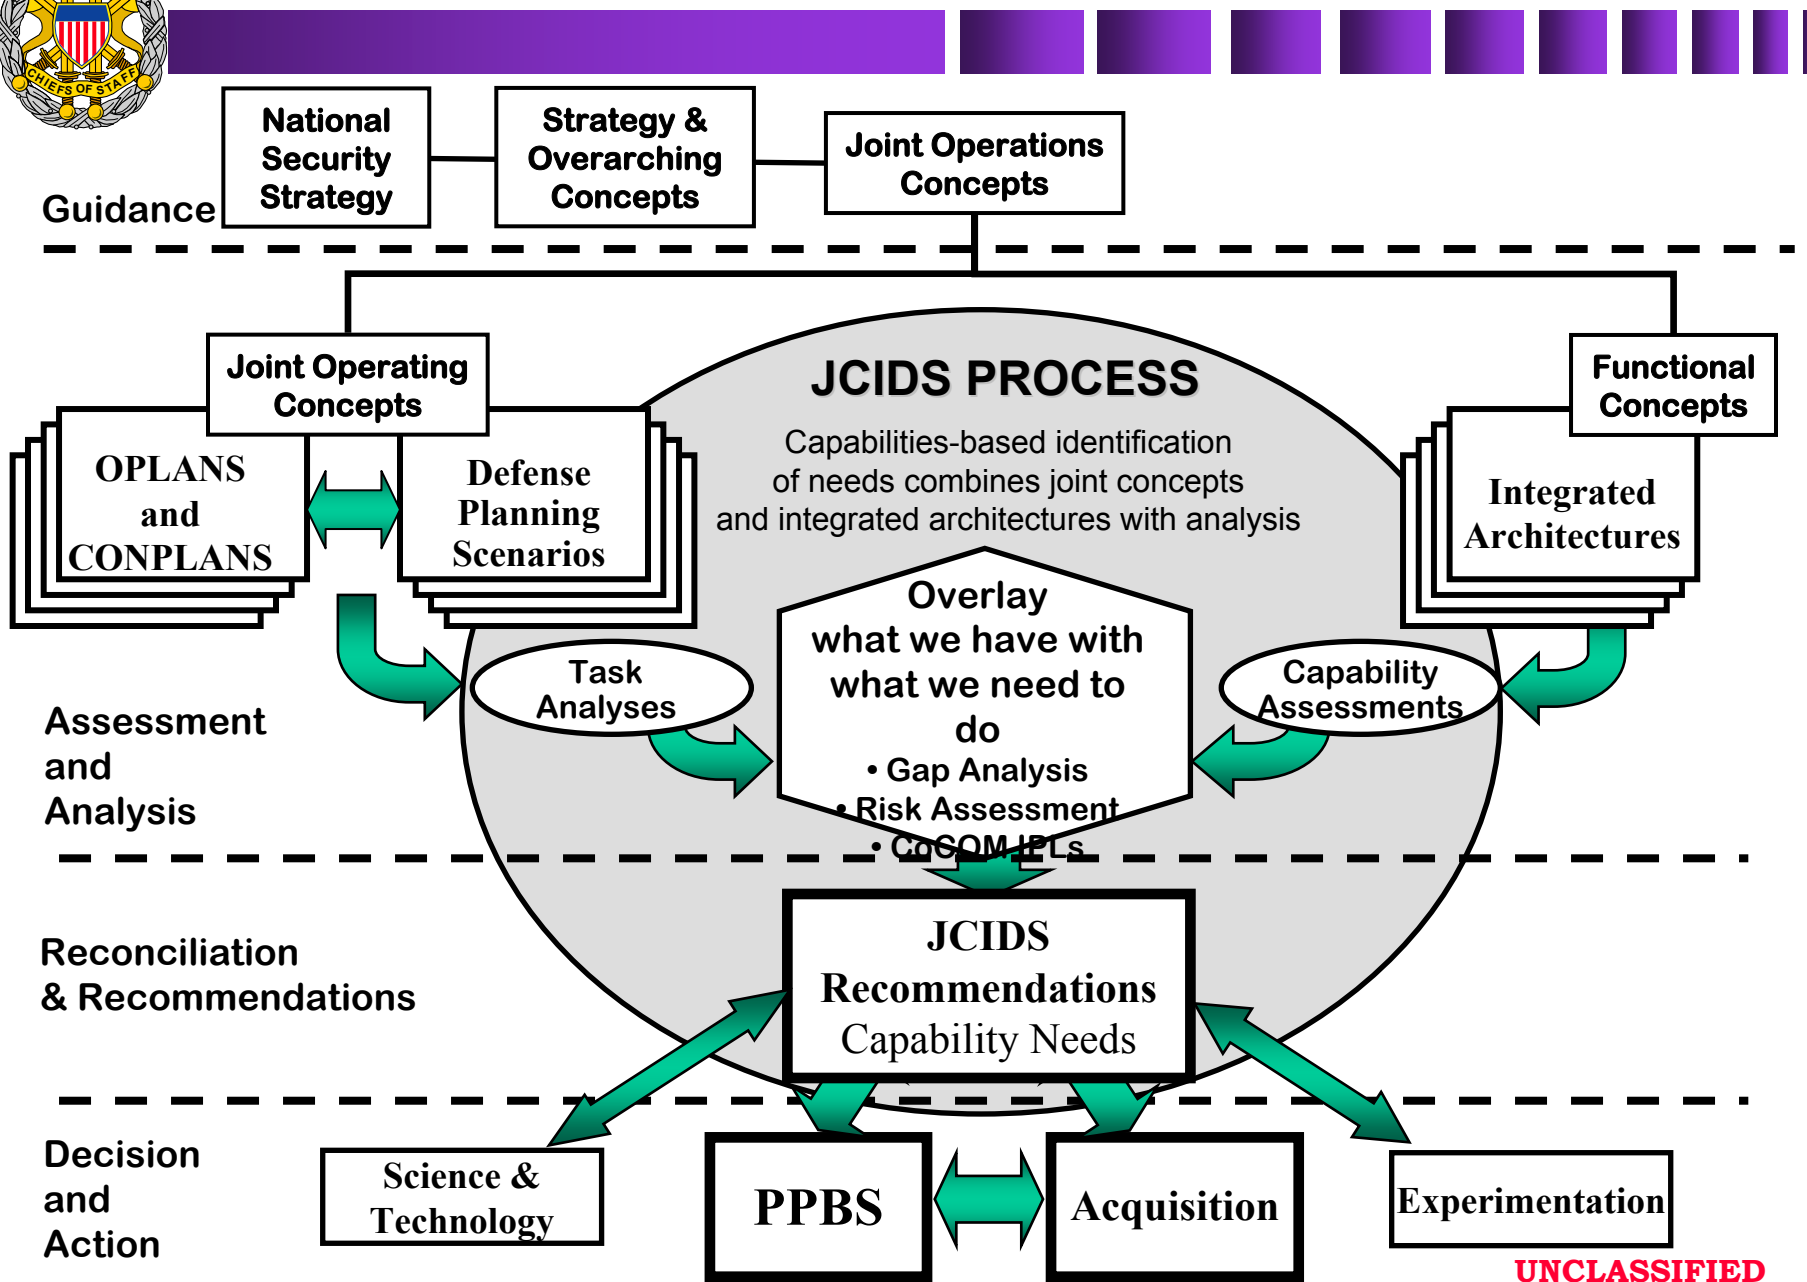 CHIEFS OF STAFF
National
Security
Strategy
Strategy &
Overarching
Concepts
Joint Operations
Concepts
Guidance
Joint Operating
Concepts
Functional
Concepts
JCIDS PROCESS
Capabilities-based identification
of needs combines joint concepts
and integrated architectures with analysis
OPLANS
and
CONPLANS
Defense
Planning
Scenarios
Integrated
Architectures
Overlay
what we have with
what we need to
do
• Gap Analysis
• Risk Assessment
• CoCOM IPLs
Task
Analyses
Capability
Assessments
Assessment
and
Analysis
Reconciliation
& Recommendations
JCIDS
Recommendations
Capability Needs
Decision
and
Action
Science &
Technology
PPBS
Acquisition
Experimentation
UNCLASSIFIED